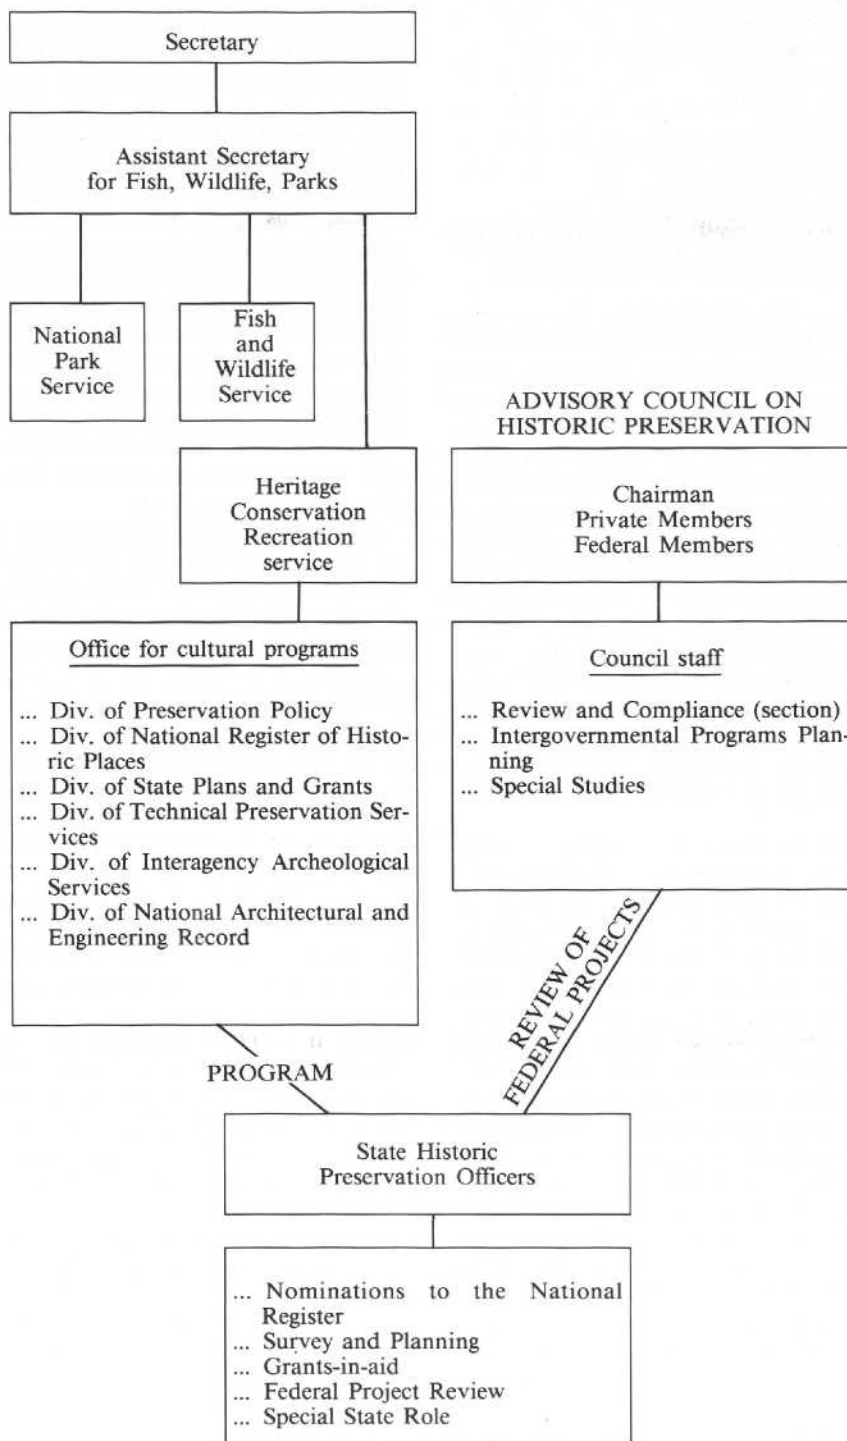 Secretary
Assistant Secretary
for Fish, Wildlife, Parks
National
Park
Service
Fish
and
Wildlife
Service
Heritage
Conservation
Recreation
service
ADVISORY COUNCIL ON
HISTORIC PRESERVATION
Chairman
Private Members
Federal Members
Office for cultural programs
... Div. of Preservation Policy
... Div. of National Register of Histo-
ric Places
... Div. of State Plans and Grants
... Div. of Technical Preservation Ser-
vices
... Div. of Interagency Archeological
Services
... Div. of National Architectural and
Engineering Record
Council staff
... Review and Compliance (section)
... Intergovernmental Programs Plan-
ning
... Special Studies
PROGRAM
REVIEW OF
FEDERAL PROJECTS
State Historic
Preservation Officers
... Nominations to the National
Register
... Survey and Planning
... Grants-in-aid
... Federal Project Review
... Special State Role